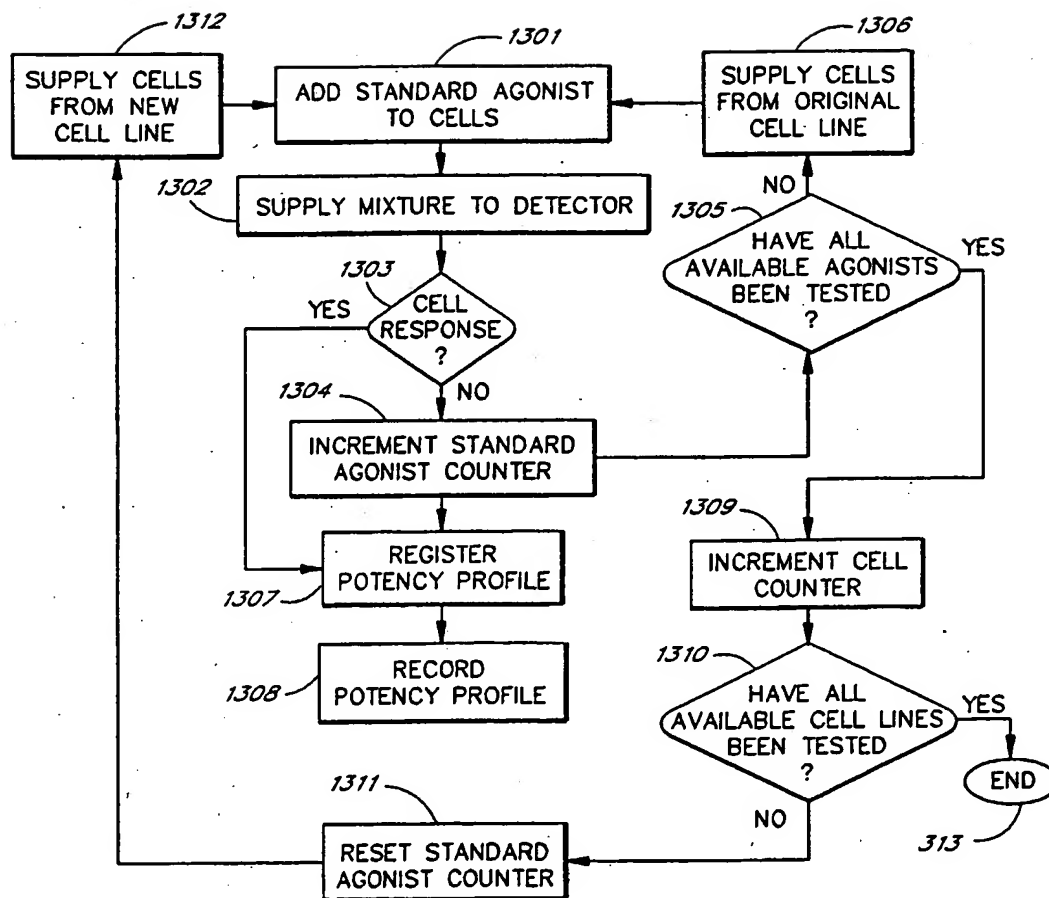 1312
SUPPLY CELLS
FROM NEW
CELL LINE
1301
ADD STANDARD AGONIST
TO CELLS
1306
SUPPLY CELLS
FROM ORIGINAL
CELL LINE
1302
SUPPLY MIXTURE TO DETECTOR
NO
1305
HAVE ALL
AVAILABLE AGONISTS
BEEN TESTED
?
YES
1303
YES
CELL
RESPONSE
?
NO
1304
INCREMENT STANDARD
AGONIST COUNTER
1309
INCREMENT CELL
COUNTER
REGISTER
POTENCY PROFILE
1307
1308
RECORD
POTENCY PROFILE
1310
HAVE ALL
AVAILABLE CELL LINES
BEEN TESTED
?
YES
END
313
NO
1311
RESET STANDARD
AGONIST COUNTER